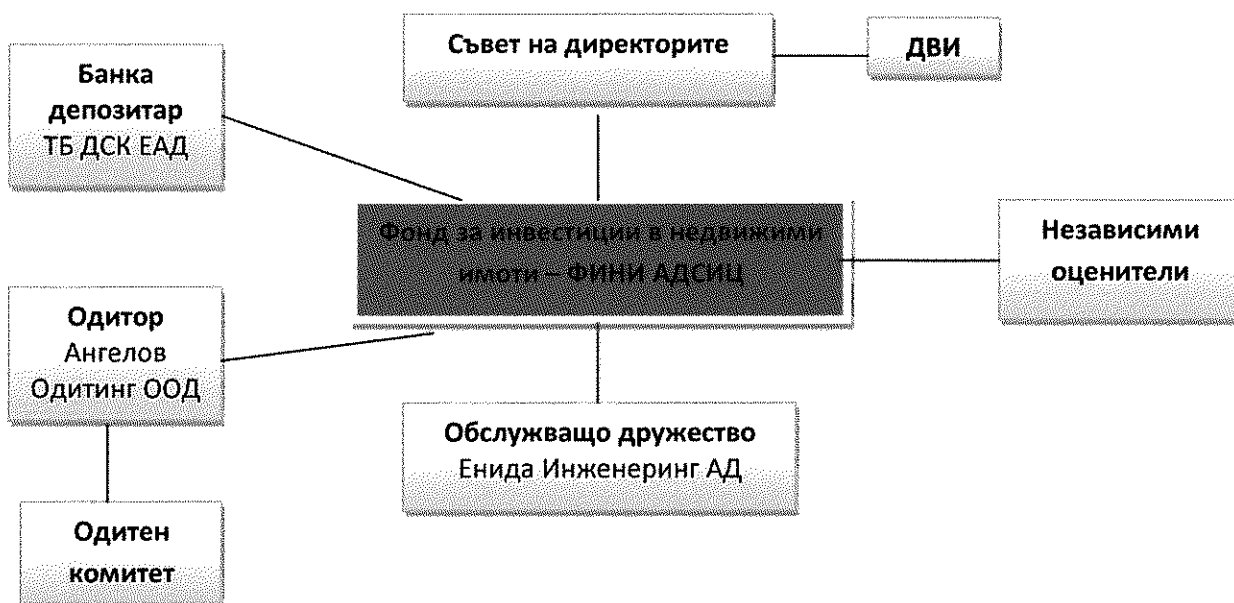 Съвет на директорите
ДВИ
Банка
депозитар
ТБ ДСК ЕАД
Фонд за инвестиции в недвижими
имоти – ФИНИ АДСИЦ
Независими
оценители
Одитор
Ангелов
Одитинг ООД
Обслужващо дружество
Енида Инженеринг АД
Одитен
комитет